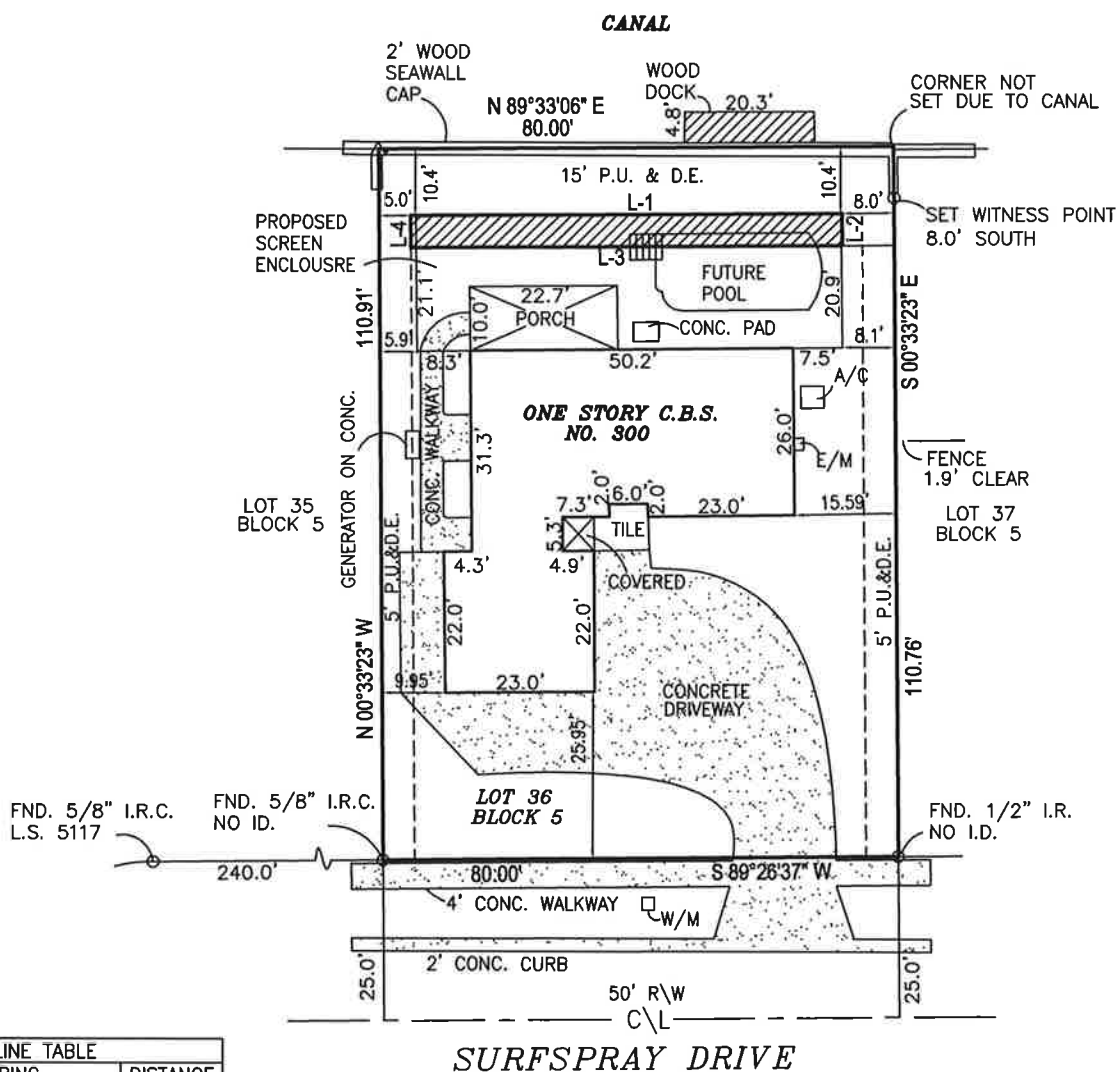 CANAL
2' WOOD
SEAWALL
CAP
N 89°33'06" E
80.00'
WOOD
DOCK
20.3'
4.8'
CORNER NOT
SET DUE TO CANAL
10.4'
15' P.U. & D.E.
10.4'
5.0'
L-1
8.0'
SET WITNESS POINT
8.0' SOUTH
PROPOSED
SCREEN
ENCLOUSRE
L-4
L-2
L-3
FUTURE
POOL
21.1'
20.9'
22.7'
PORCH
10.0'
CONC. PAD
110.91'
S 00°33'23" E
5.9'
8.3'
50.2'
7.5'
8.1'
A/C
ONE STORY C.B.S.
NO. 300
CONC. WALKWAY
31.3'
26.0'
E/M
FENCE
1.9' CLEAR
GENERATOR ON CONC.
LOT 35
BLOCK 5
LOT 37
BLOCK 5
7.3'
2.0'
6.0'
2.0'
23.0'
15.59'
TILE
5.3'
4.3'
4.9'
COVERED
5' P.U.&D.E.
5' P.U.&D.E.
22.0'
22.0'
N 00°33'23" W
110.76'
9.95'
23.0'
CONCRETE
DRIVEWAY
25.95'
LOT 36
BLOCK 5
FND. 5/8" I.R.C.
L.S. 5117
FND. 5/8" I.R.C.
NO ID.
FND. 1/2" I.R.
NO I.D.
240.0'
80.00'
S 89°26'37" W
4' CONC. WALKWAY
W/M
2' CONC. CURB
25.0'
25.0'
50' R\W
C\L
SURFSPRAY DRIVE
LINE TABLE
DISTANCE